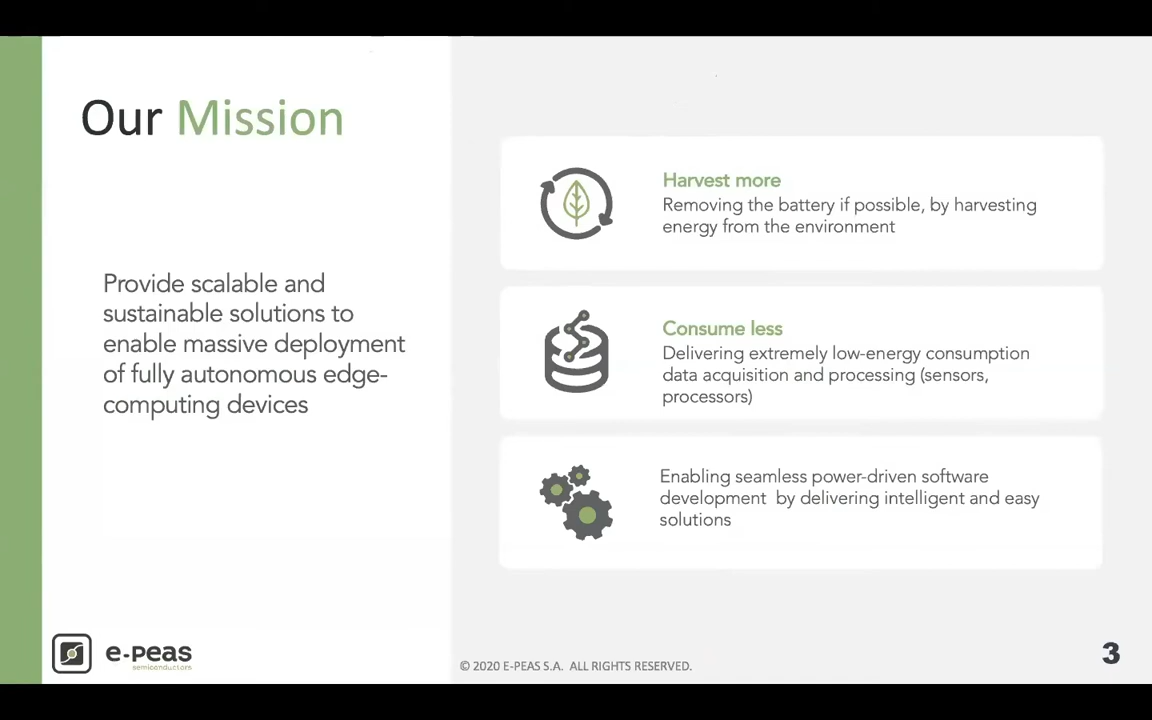 Our Mission
Provide scalable and
sustainable solutions to
enable massive deployment
of fully autonomous edge-
computing devices
Harvest more
Removing the battery if possible, by harvesting
energy from the environment
Consume less
Delivering extremely low-energy consumption
data acquisition and processing (sensors,
processors)
Enabling seamless power-driven software
development by delivering intelligent and easy
solutions
e-peas
semiconductors
© 2020 E-PEAS S.A. ALL RIGHTS RESERVED.
3